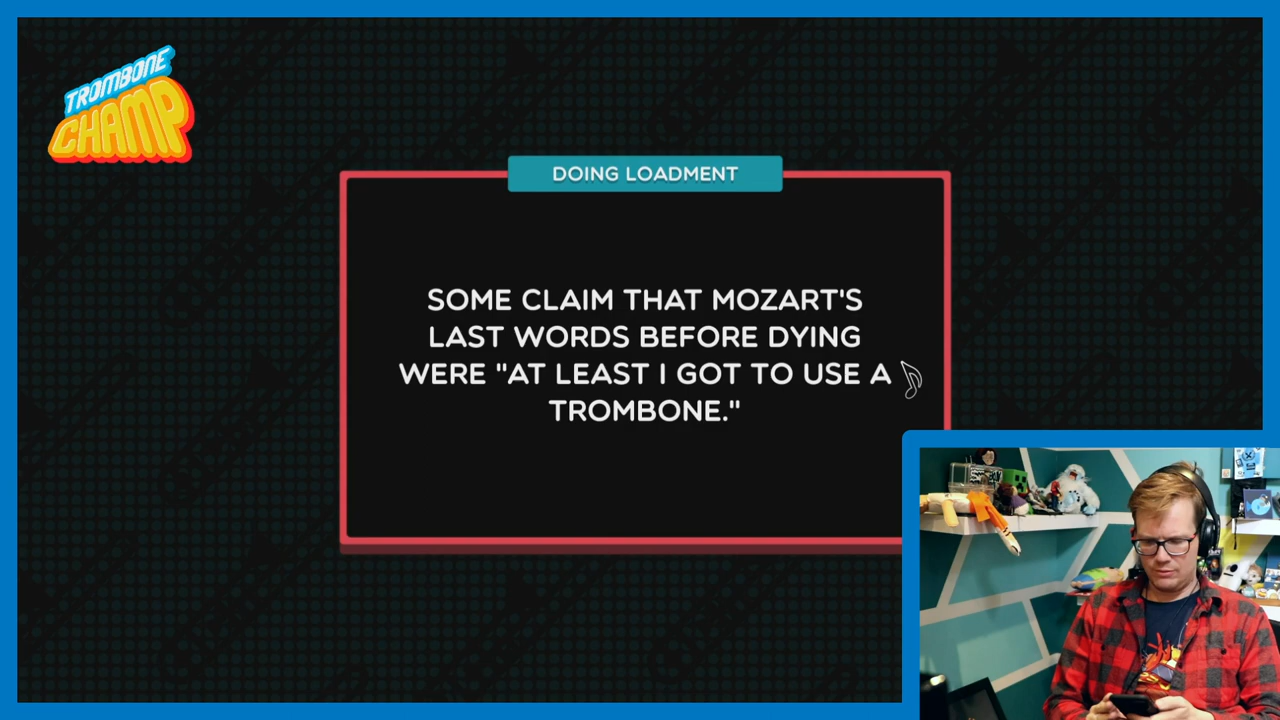 TROMBONE
CHAMP
DOING LOADMENT
SOME CLAIM THAT MOZART'S
LAST WORDS BEFORE DYING
WERE "AT LEAST I GOT TO USE A
TROMBONE."